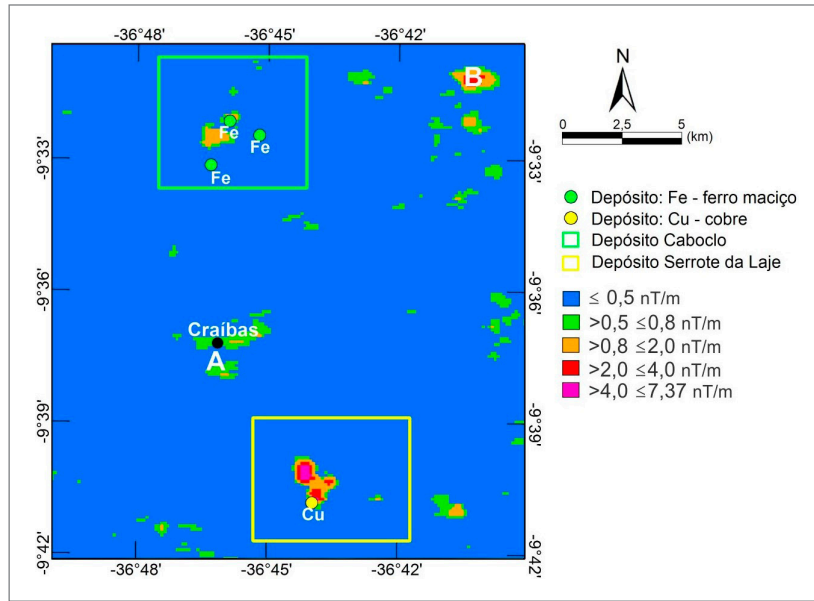 -36°48' -36°45' -36°42'
B
N
0 2,5 5
(km)
Fe
Fe
Fe
-9°33' -9°33'
Depósito: Fe - ferro maciço
Depósito: Cu - cobre
Depósito Caboclo
Depósito Serrote da Laje
-9°36' -9°36'
≤ 0,5 nT/m
>0,5 ≤0,8 nT/m
>0,8 ≤2,0 nT/m
>2,0 ≤4,0 nT/m
>4,0 ≤7,37 nT/m
Craíbas
A
-9°39' -9°39'
Cu
-9°42' -9°42'
-36°48' -36°45' -36°42'